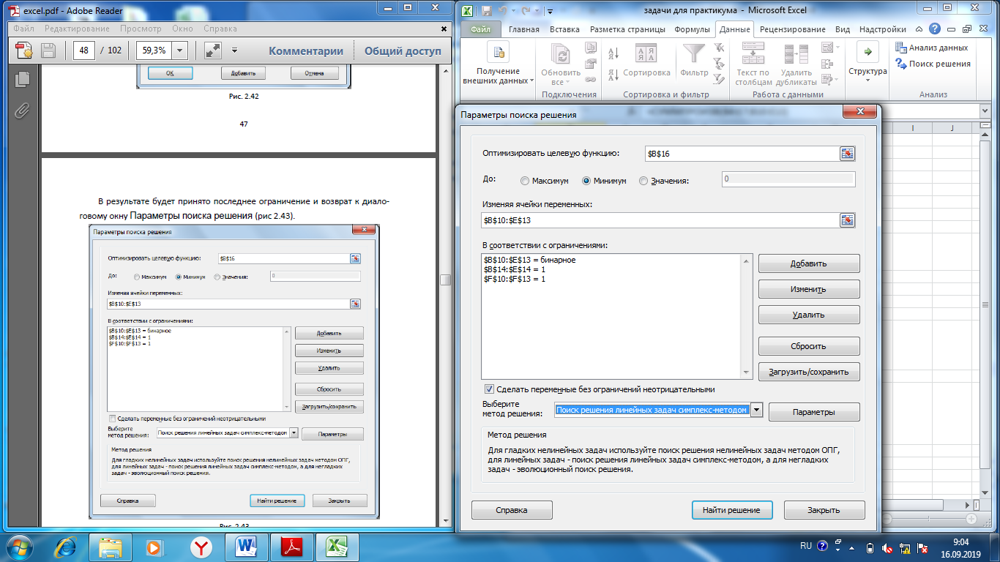 excel.pdf - Adobe Reader
Файл Редактирование Просмотр Окно Справка
48 / 102 59,3% Комментарии Общий доступ
OK Добавить Отмена
Рис. 2.42
47
В результате будет принято последнее ограничение и возврат к диало-
говому окну Параметры поиска решения (рис 2.43).
Параметры поиска решения
Оптимизировать целевую функцию: $B$16
До: Максимум Минимум Значения: 0
Изменяя ячейки переменных:
$B$10:$E$13
В соответствии с ограничениями:
$B$10:$E$13 = бинарное
$B$14:$E$14 = 1
$F$10:$F$13 = 1
Добавить
Изменить
Удалить
Сбросить
Загрузить/сохранить
Сделать переменные без ограничений неотрицательными
Выберите
метод решения:
Поиск решения линейных задач симплекс-методом
Параметры
Метод решения
Для гладких нелинейных задач используйте поиск решения нелинейных задач методом ОПГ,
для линейных задач - поиск решения линейных задач симплекс-методом, а для негладких
задач - эволюционный поиск решения.
Справка Найти решение Закрыть
Рис. 2.43
задачи для практикума - Microsoft Excel
Файл Главная Вставка Разметка страницы Формулы Данные Рецензирование Вид Надстройки
Получение
внешних данных
Обновить
все
Подключения
Сортировка
Фильтр
Сортировка и фильтр
Текст по
столбцам
Удалить
дубликаты
Работа с данными
Структура
Анализ данных
Поиск решения
Анализ
I J
Параметры поиска решения
Оптимизировать целевую функцию: $B$16
До: Максимум Минимум Значения: 0
Изменяя ячейки переменных:
$B$10:$E$13
В соответствии с ограничениями:
$B$10:$E$13 = бинарное
$B$14:$E$14 = 1
$F$10:$F$13 = 1
Добавить
Изменить
Удалить
Сбросить
Загрузить/сохранить
Сделать переменные без ограничений неотрицательными
Выберите
метод решения:
Поиск решения линейных задач симплекс-методом
Параметры
Метод решения
Для гладких нелинейных задач используйте поиск решения нелинейных задач методом ОПГ,
для линейных задач - поиск решения линейных задач симплекс-методом, а для негладких
задач - эволюционный поиск решения.
Справка Найти решение Закрыть
RU 9:04
16.09.2019